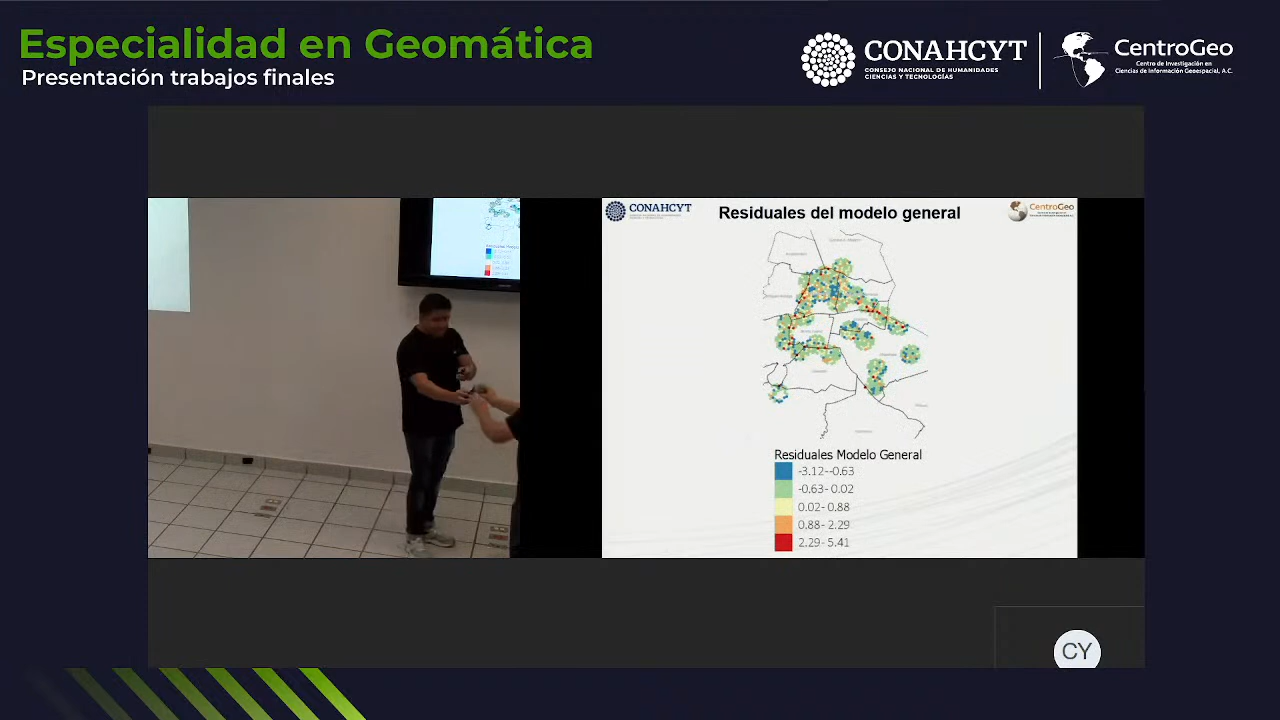 Especialidad en Geomática
Presentación trabajos finales
CONAHCYT
CONSEJO NACIONAL DE HUMANIDADES
CIENCIAS Y TECNOLOGÍAS
CentroGeo
Centro de Investigación en
Ciencias de Información Geoespacial, A.C.
CONAHCYT
Residuales del modelo general
CentroGeo
Residuales Modelo General
-3.12--0.63
-0.63- 0.02
0.02- 0.88
0.88- 2.29
2.29- 5.41
CY